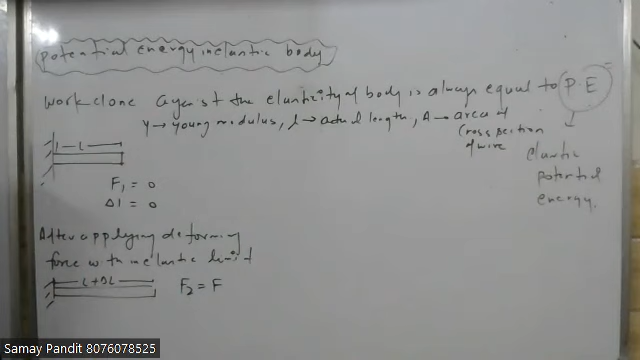 potential energy in elastic body
work done against the elasticity of body is always equal to P E
Y → young modulus, l → actual length, A → area of
cross section
of wire
elastic
potential
energy.
L
F₁ = 0
Δl = 0
After applying deforming
force with in elastic limit
L + DL
F₂ = F
Samay Pandit 8076078525